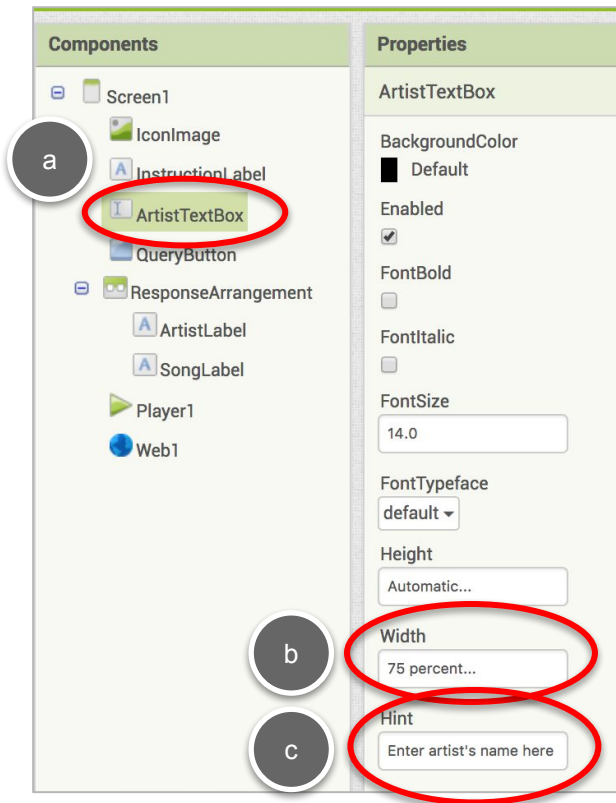 Components
Screen1
IconImage
a
InstructionLabel
ArtistTextBox
QueryButton
ResponseArrangement
ArtistLabel
SongLabel
Player1
Web1
Properties
ArtistTextBox
BackgroundColor
Default
Enabled
FontBold
FontItalic
FontSize
14.0
FontTypeface
default
Height
Automatic...
Width
b
75 percent...
Hint
c
Enter artist's name here